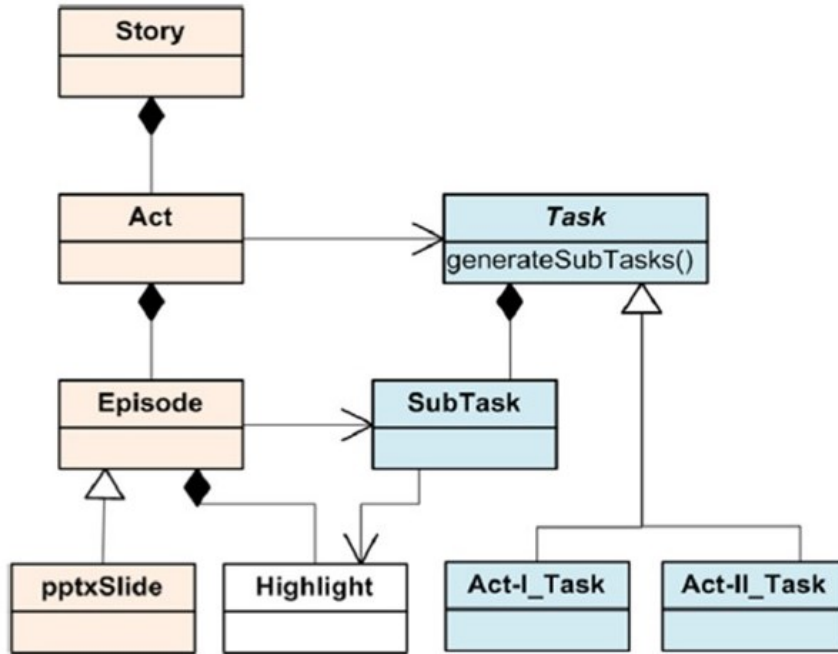 Story
Act
Task
generateSubTasks()
Episode
SubTask
pptxSlide
Highlight
Act-I_Task
Act-II_Task